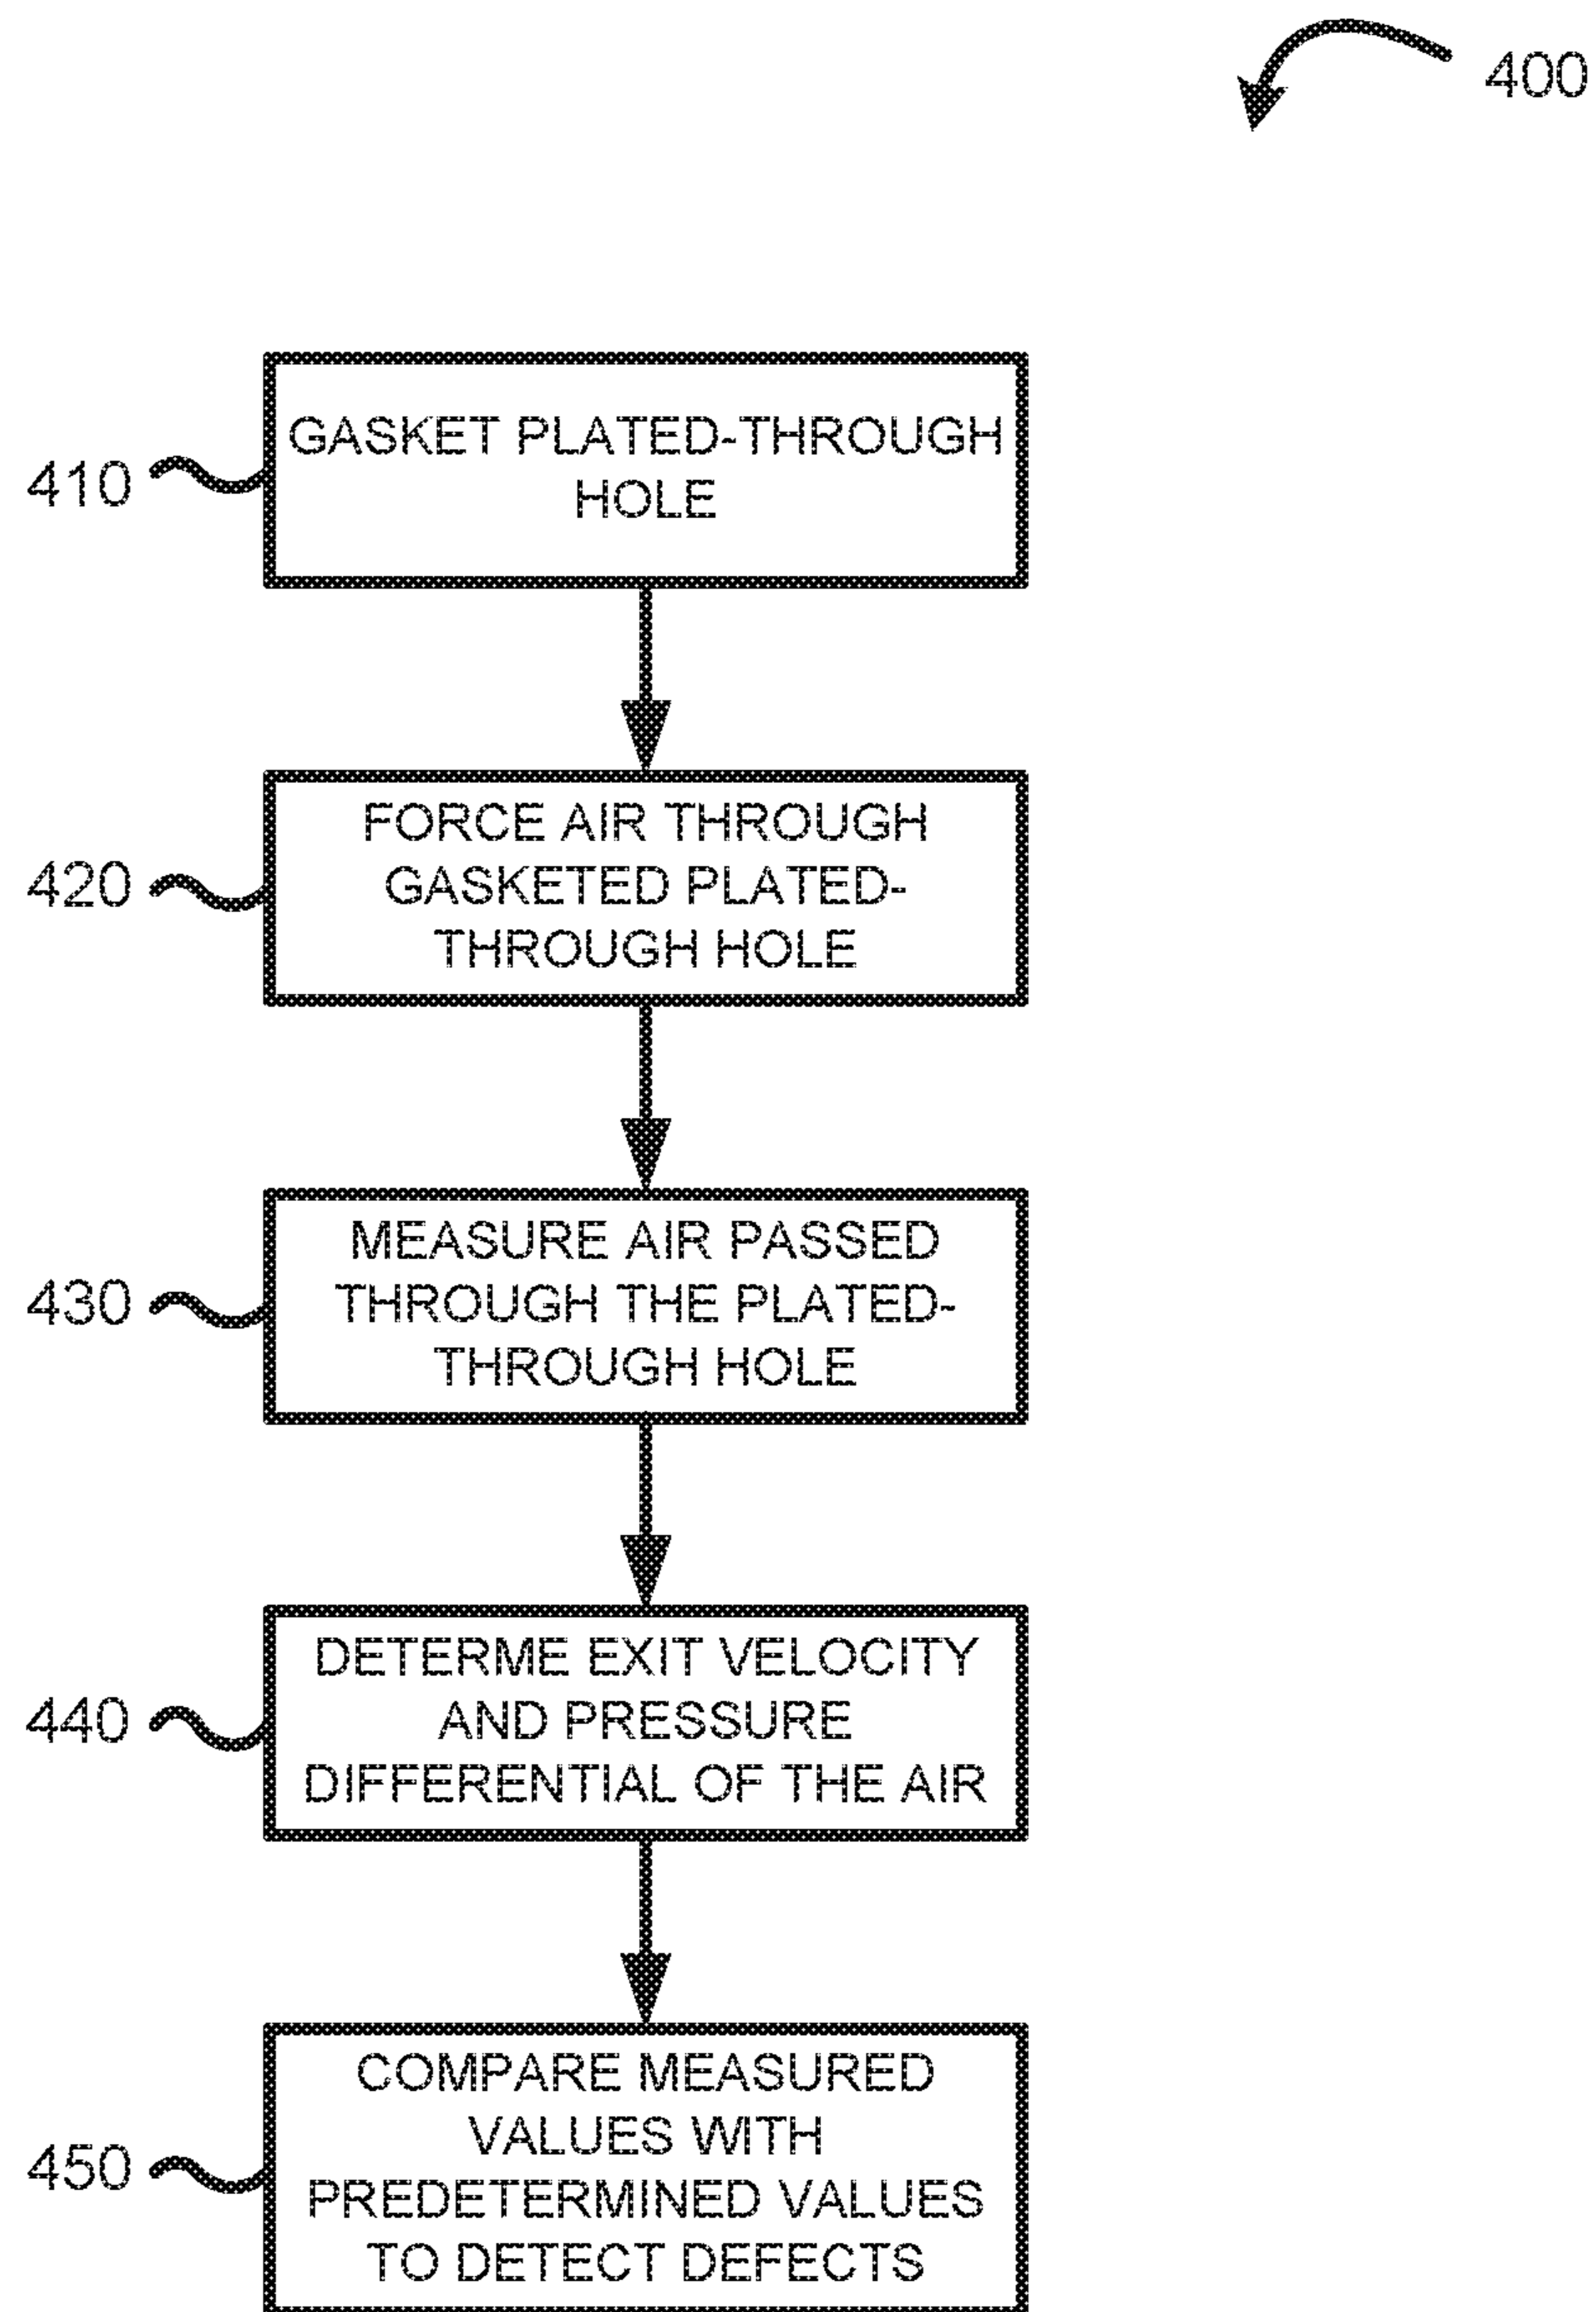 400
410
GASKET PLATED-THROUGH
HOLE
420
FORCE AIR THROUGH
GASKETED PLATED-
THROUGH HOLE
430
MEASURE AIR PASSED
THROUGH THE PLATED-
THROUGH HOLE
440
DETERME EXIT VELOCITY
AND PRESSURE
DIFFERENTIAL OF THE AIR
450
COMPARE MEASURED
VALUES WITH
PREDETERMINED VALUES
TO DETECT DEFECTS